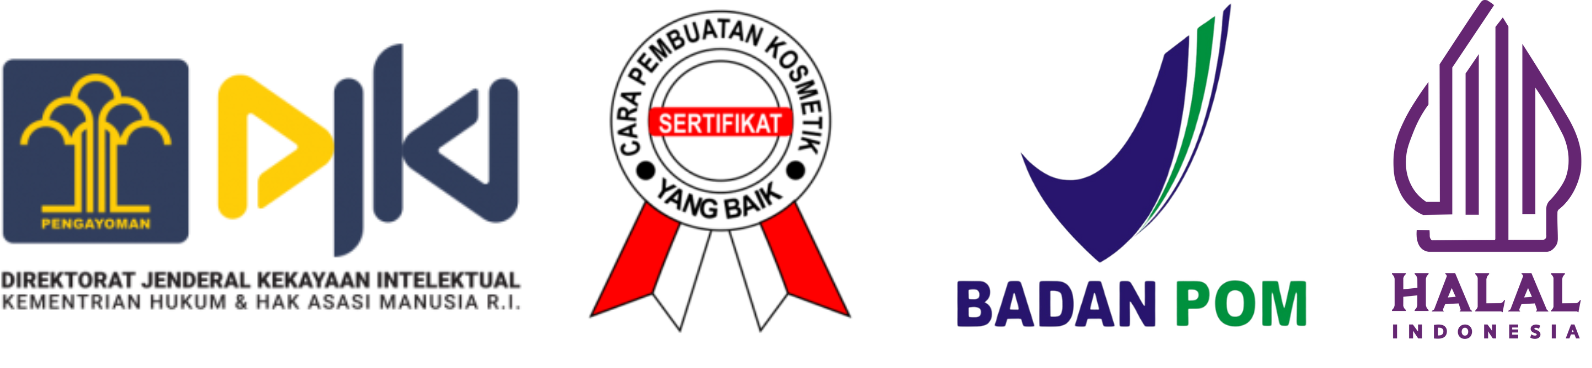 PENGAYOMAN
DJKI
DIREKTORAT JENDERAL KEKAYAAN INTELEKTUAL
KEMENTRIAN HUKUM & HAK ASASI MANUSIA R.I.
CARA PEMBUATAN KOSMETIK
SERTIFIKAT
YANG BAIK
BADAN POM
HALAL
INDONESIA